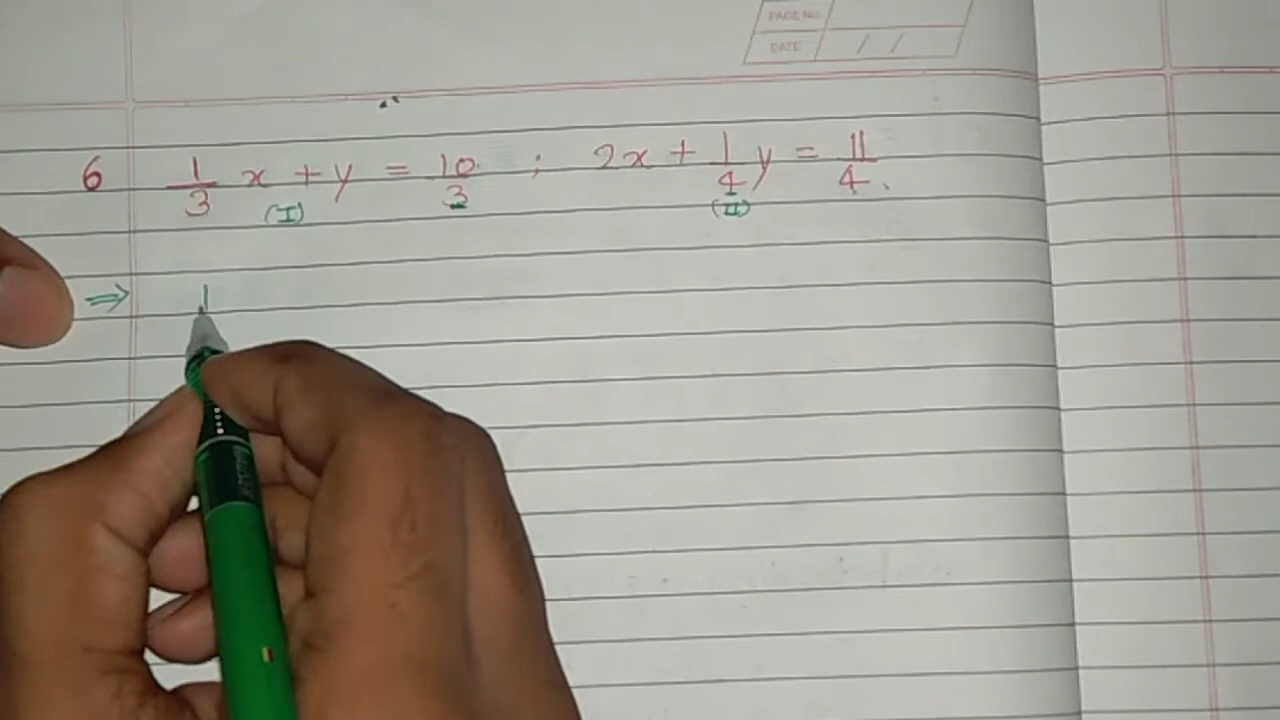 PAGE NO.
DATE / /
6 1/3 x + y = 10/3 ; 2x + 1/4 y = 11/4.
(I) (II)
⇒ 1